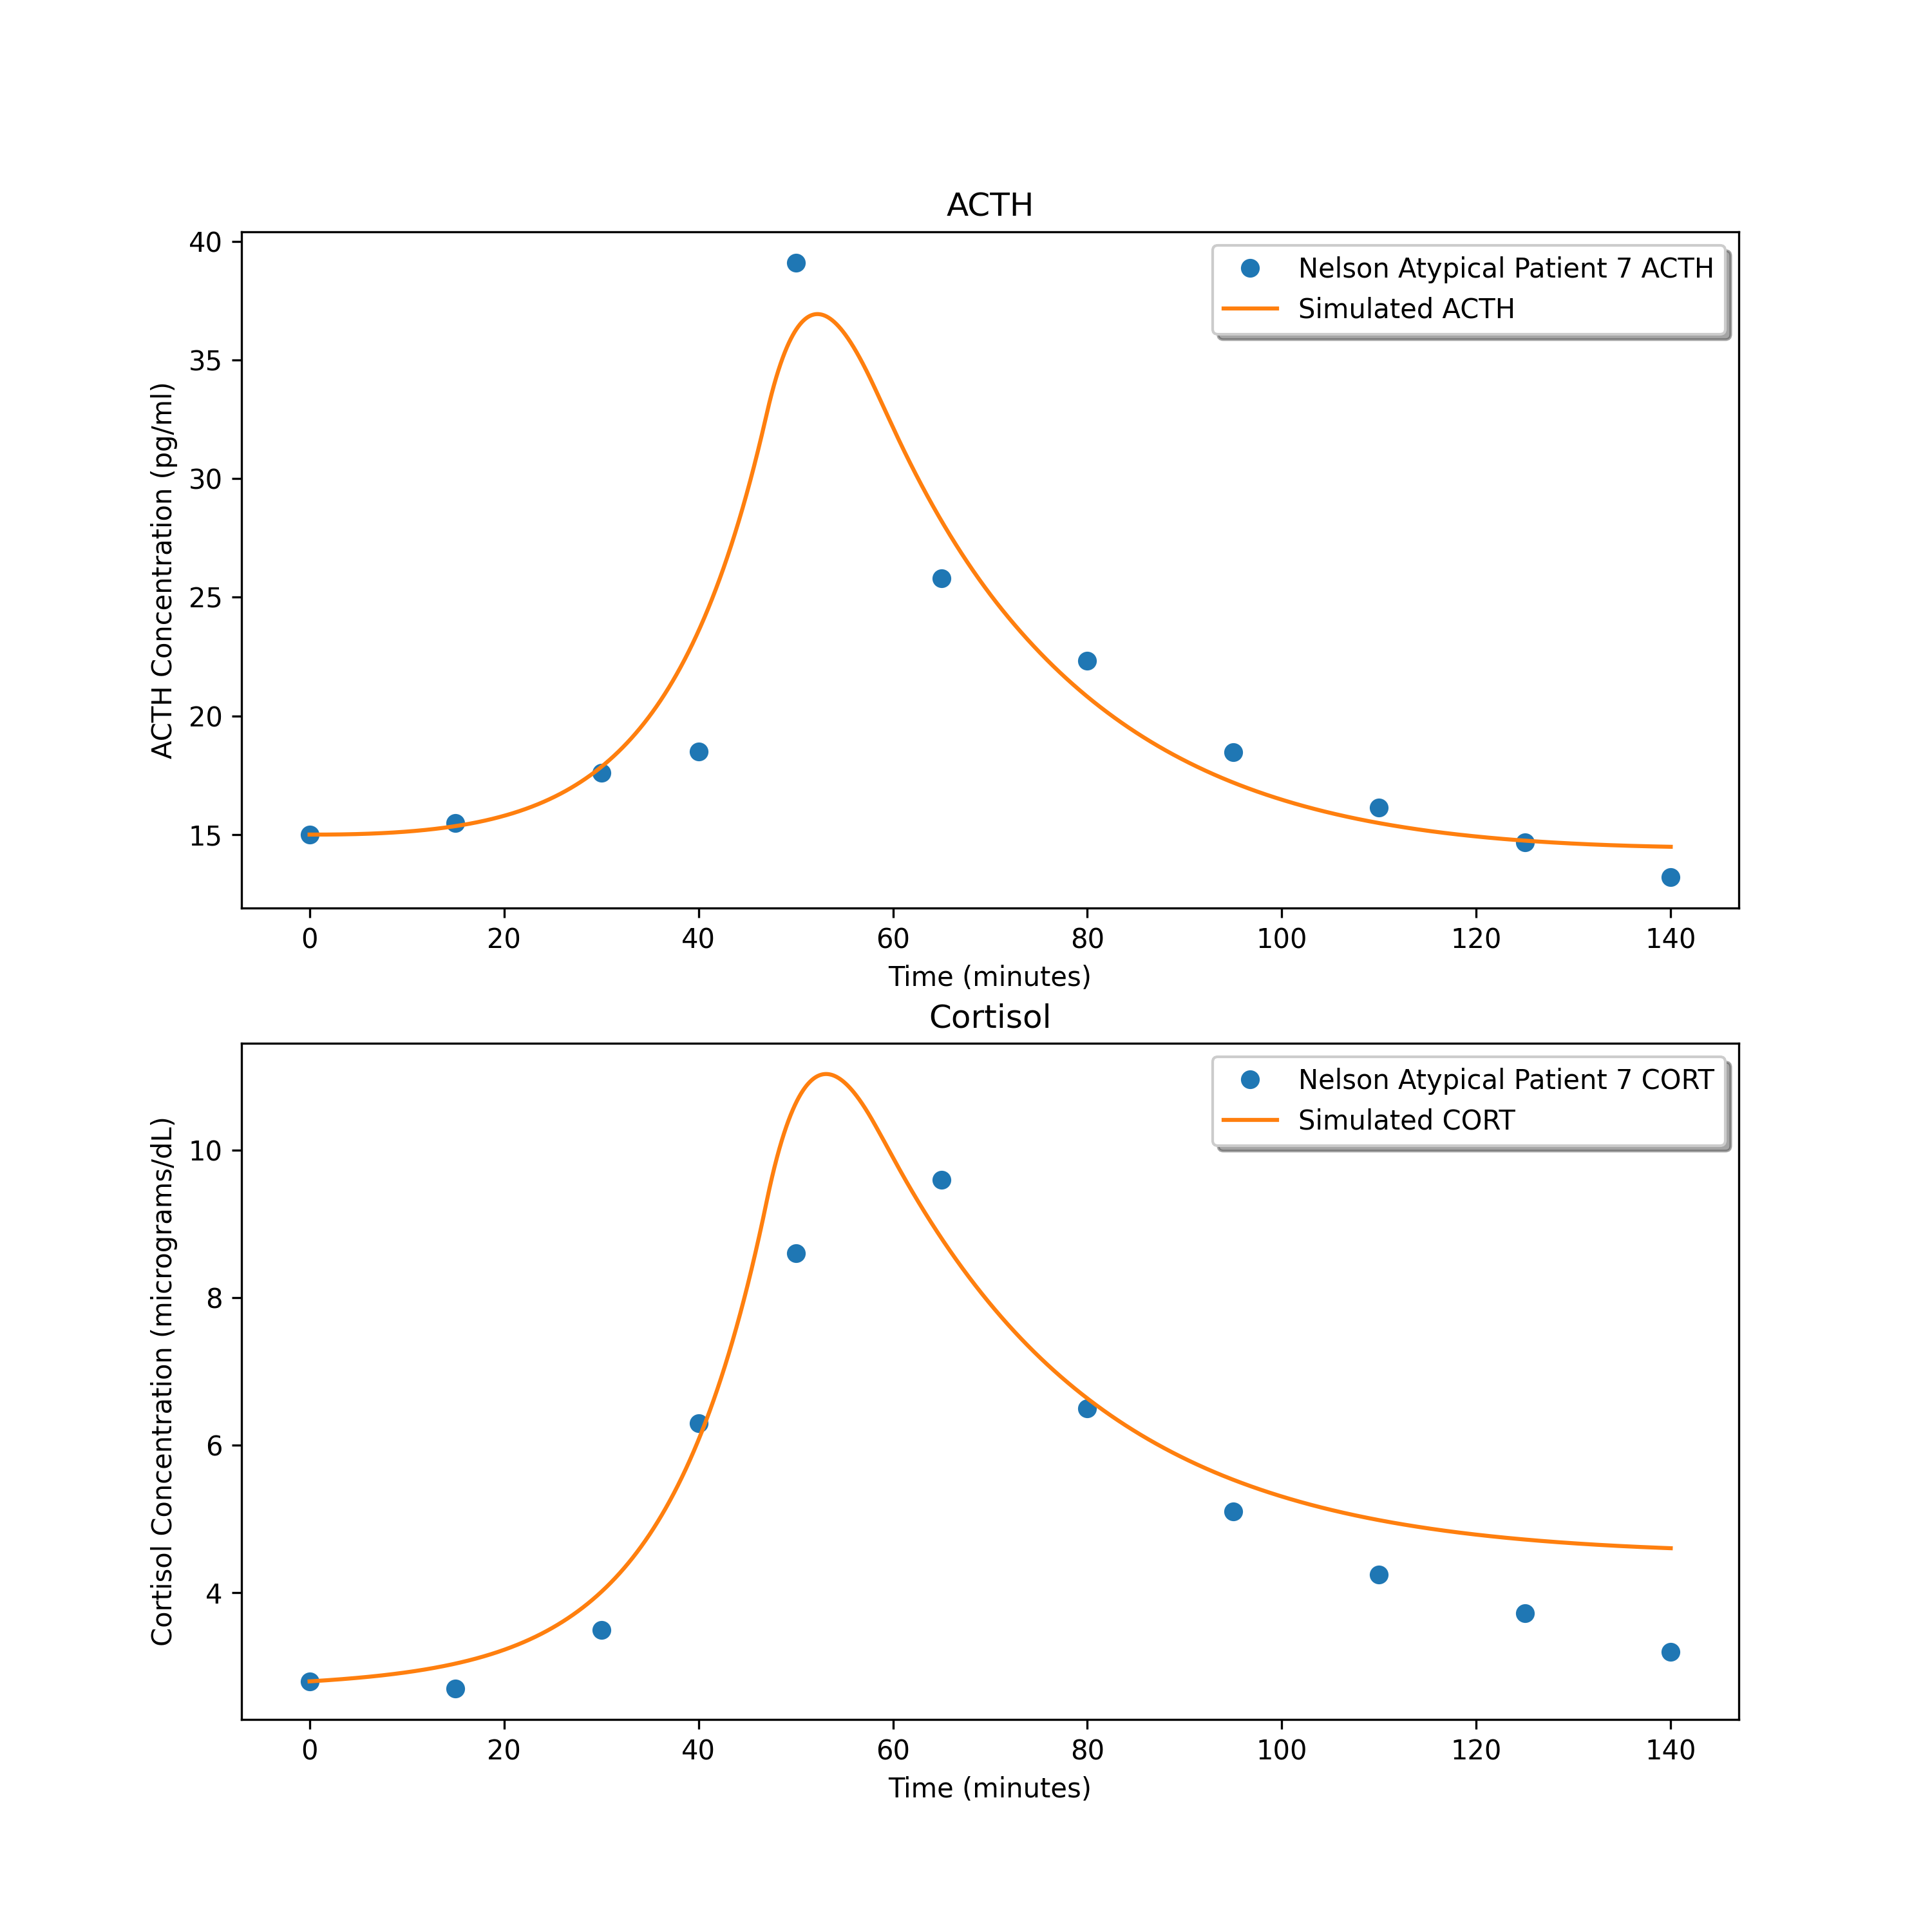 ACTH
40
35
30
25
20
15
ACTH Concentration (pg/ml)
Nelson Atypical Patient 7 ACTH
Simulated ACTH
0 20 40 60 80 100 120 140
Time (minutes)
Cortisol
10
8
6
4
Cortisol Concentration (micrograms/dL)
Nelson Atypical Patient 7 CORT
Simulated CORT
0 20 40 60 80 100 120 140
Time (minutes)